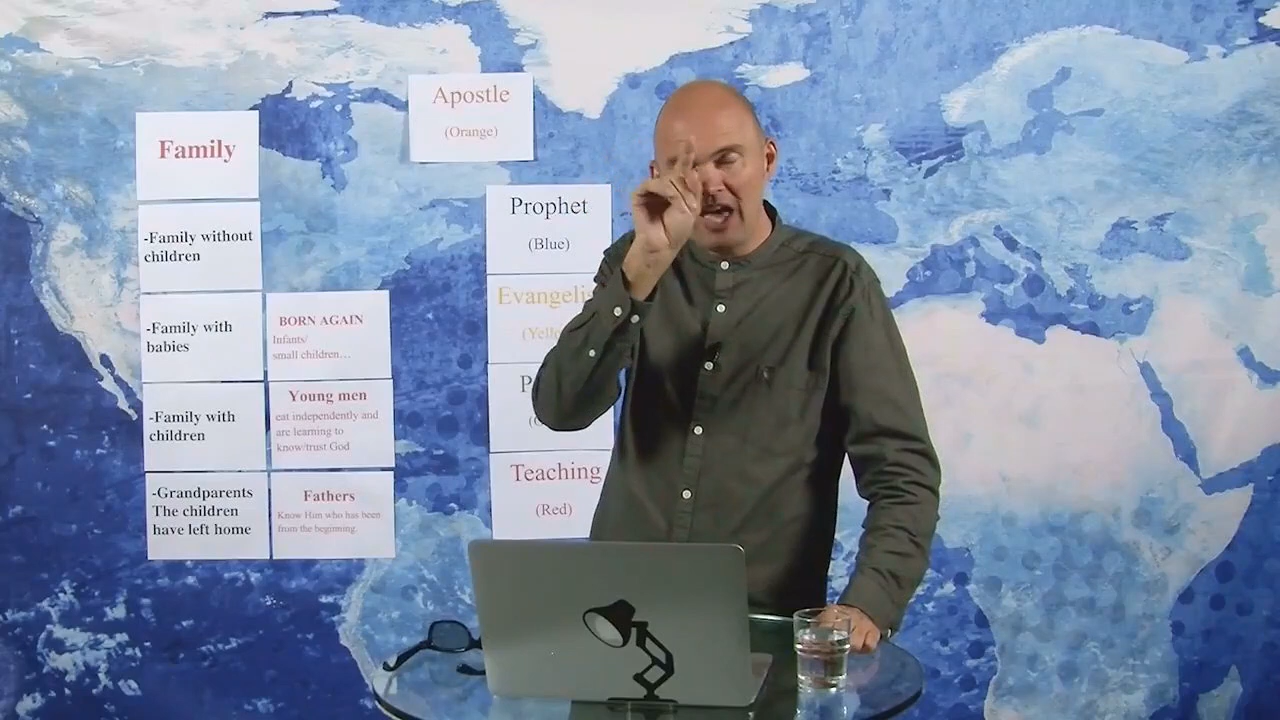 Family
-Family without
children
-Family with
babies
-Family with
children
-Grandparents
The children
have left home
BORN AGAIN
Infants/
small children…
Young men
eat independently and
are learning to
know/trust God
Fathers
Know Him who has been
from the beginning.
Apostle
(Orange)
Prophet
(Blue)
Evangelis
(Yello
P
(
Teaching
(Red)